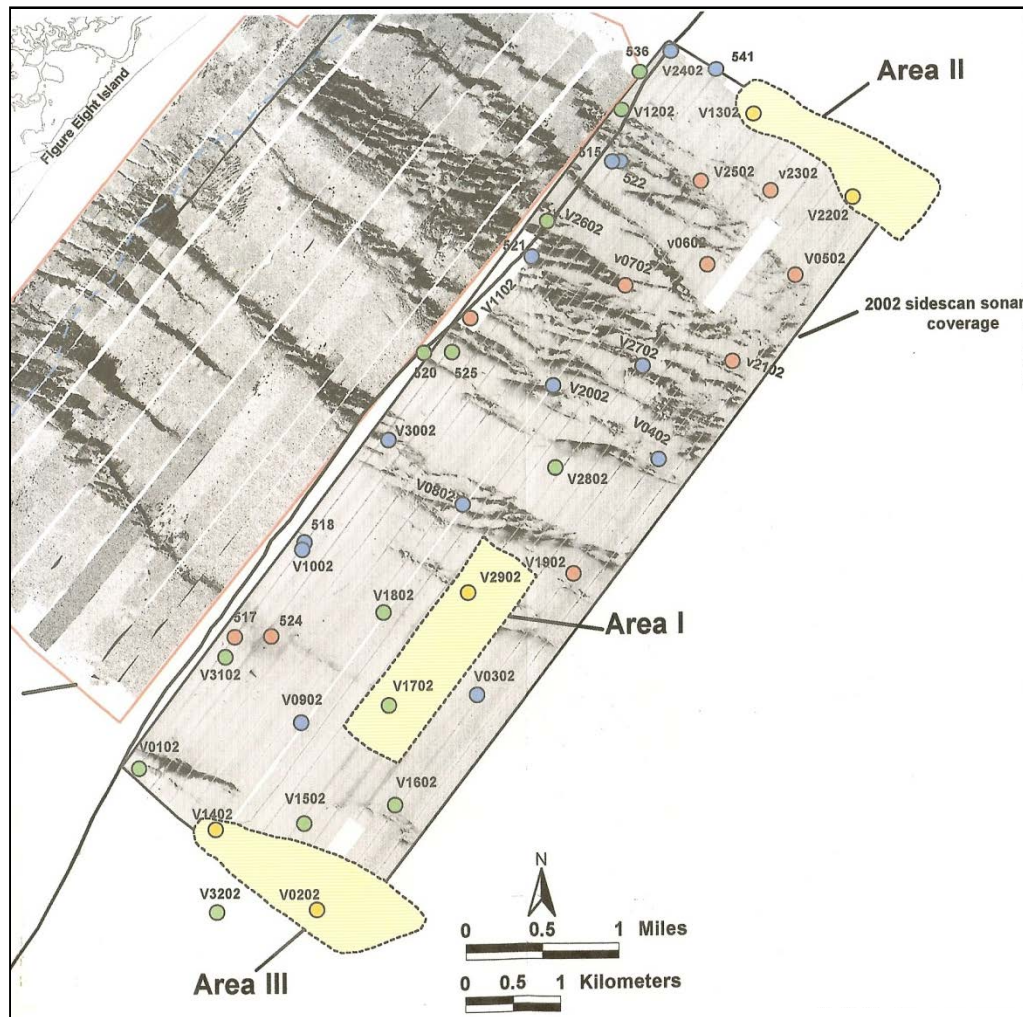 536
V2402
541
Area II
Figure Eight Island
V1202
V1302
515
522
V2502
v2302
V2202
V2602
521
v0602
v0702
V0502
V1102
2002 sidescan sonar
coverage
520
525
V2702
v2102
V2002
V3002
V0402
V2802
V0802
518
V1002
V1902
V2902
V1802
Area I
517
524
V3102
V1702
V0302
V0902
V0102
V1602
V1502
V1402
N
V3202
V0202
0 0.5 1 Miles
Area III
0 0.5 1 Kilometers